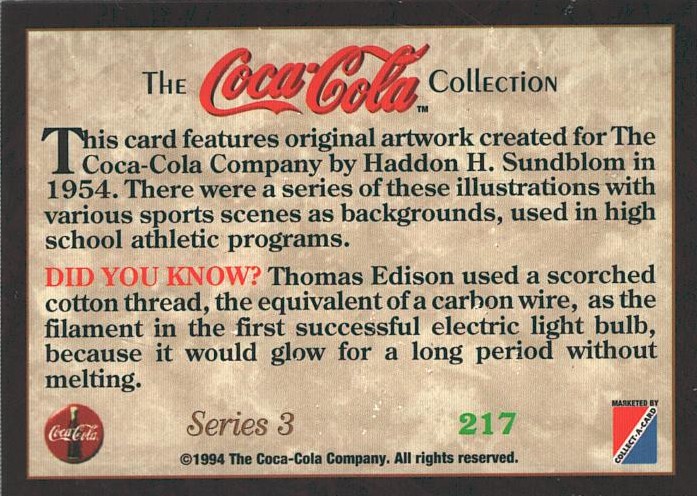 The Coca-Cola Collection
TM
This card features original artwork created for The
Coca-Cola Company by Haddon H. Sundblom in
1954. There were a series of these illustrations with
various sports scenes as backgrounds, used in high
school athletic programs.
DID YOU KNOW? Thomas Edison used a scorched
cotton thread, the equivalent of a carbon wire, as the
filament in the first successful electric light bulb,
because it would glow for a long period without
melting.
Coca-Cola
Series 3
217
MARKETED BY
COLLECT-A-CARD
©1994 The Coca-Cola Company. All rights reserved.